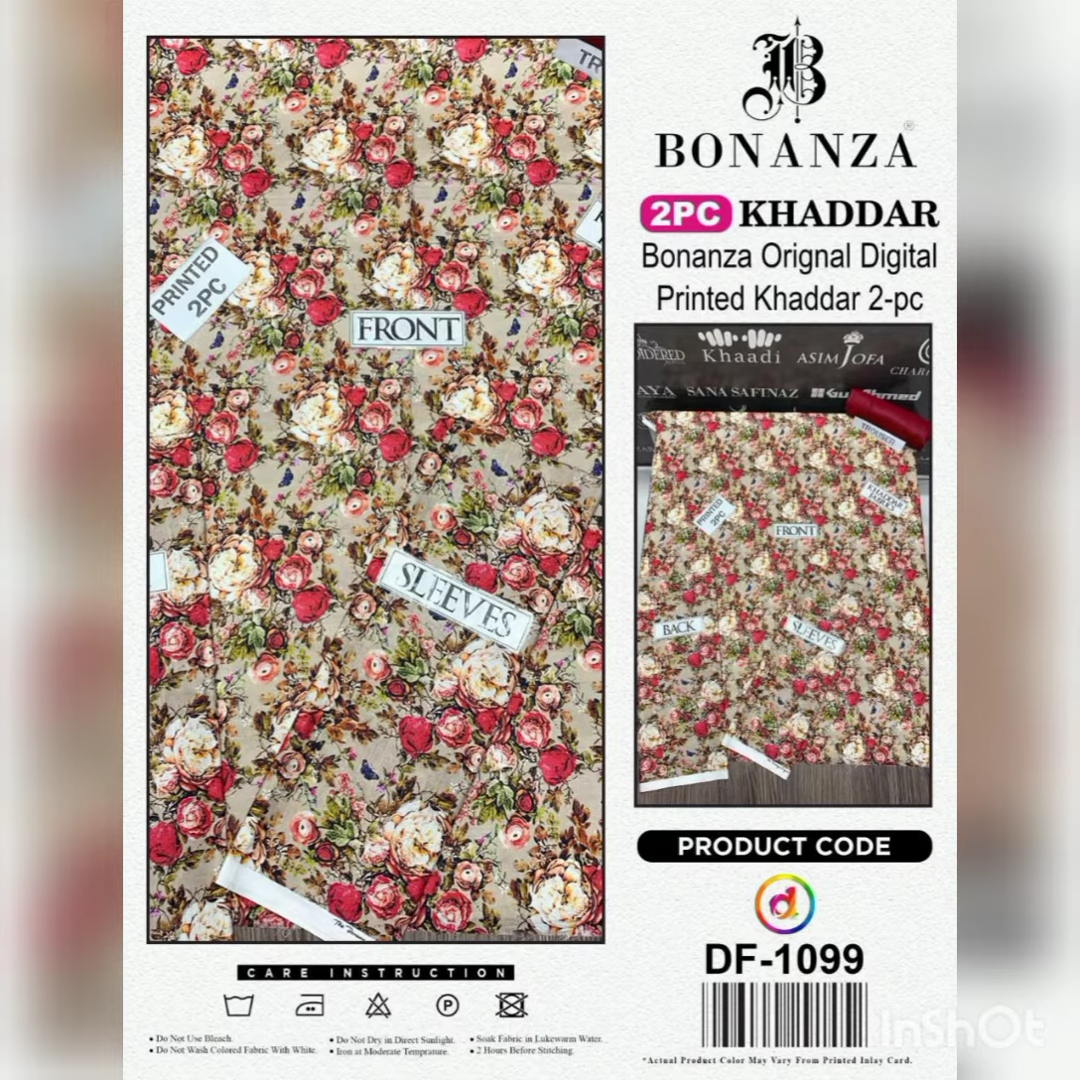 TR
PRINTED
2PC
FRONT
SLEEVES
BONANZA
2PC KHADDAR
Bonanza Orignal Digital
Printed Khaddar 2-pc
Khaadi
ASIM JOFA
SANA SAFINAZ
TROUSER
PRINTED
2PC
FRONT
BACK
SLEEVES
PRODUCT CODE
d
DF-1099
CARE INSTRUCTION
P
• Do Not Use Bleach.
• Do Not Wash Colored Fabric With White.
• Do Not Dry in Direct Sunlight.
• Iron at Moderate Temprature.
• Soak Fabric in Lukewarm Water.
• 2 Hours Before Stitching.
*Actual Product Color May Vary From Printed Inlay Card.
InShOt